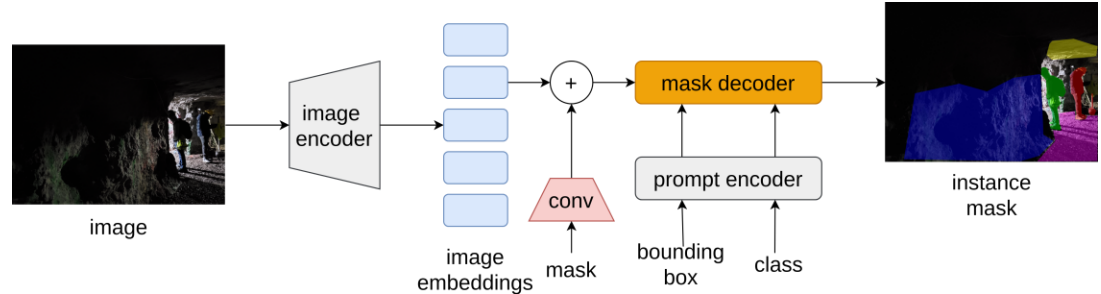 image
image
encoder
image
embeddings
+
conv
mask
mask decoder
prompt encoder
bounding
box
class
instance
mask